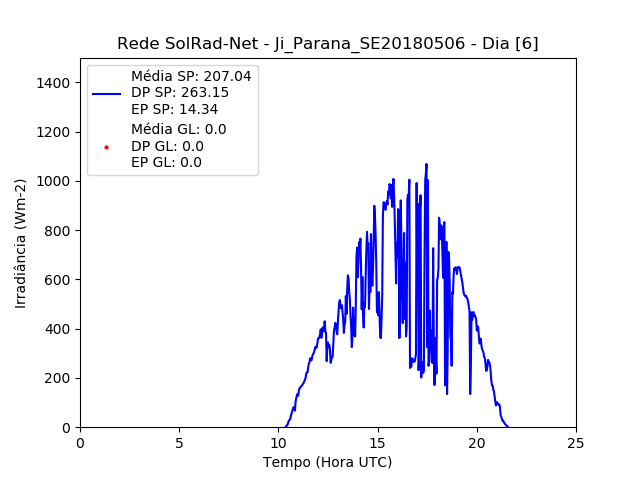 Rede SolRad-Net - Ji_Parana_SE20180506 - Dia [6]
Média SP: 207.04
DP SP: 263.15
EP SP: 14.34
Média GL: 0.0
DP GL: 0.0
EP GL: 0.0
1400
1200
1000
800
600
400
200
0
Irradiância (Wm-2)
0 5 10 15 20 25
Tempo (Hora UTC)